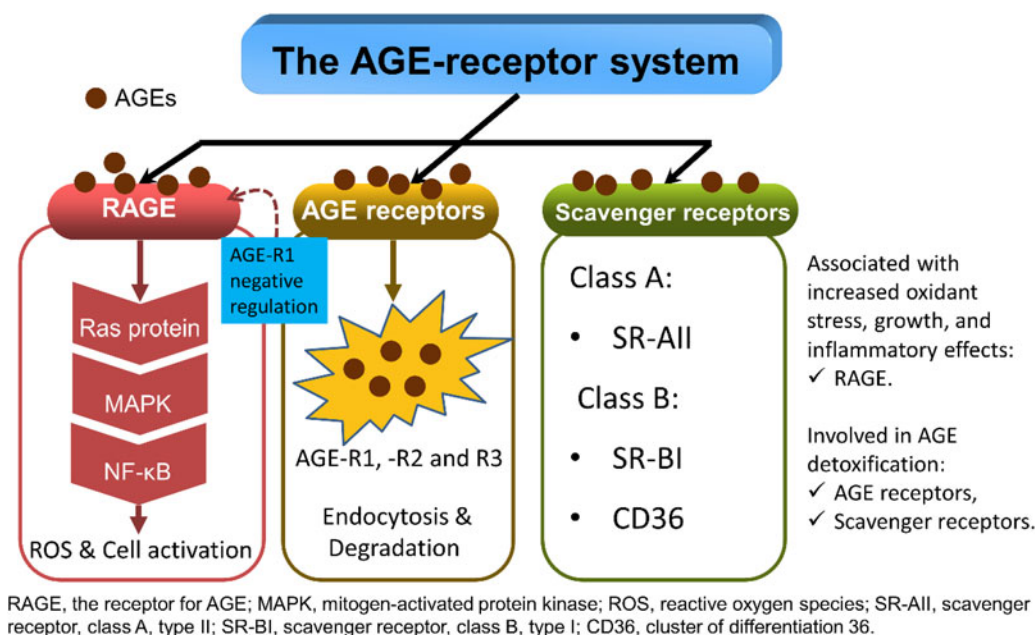 The AGE-receptor system
AGEs
RAGE
AGE receptors
Scavenger receptors
AGE-R1
negative
regulation
Ras protein
MAPK
NF-κB
ROS & Cell activation
AGE-R1, -R2 and R3
Endocytosis &
Degradation
Class A:
• SR-AII
Class B:
• SR-BI
• CD36
Associated with
increased oxidant
stress, growth, and
inflammatory effects:
✓ RAGE.
Involved in AGE
detoxification:
✓ AGE receptors,
✓ Scavenger receptors.
RAGE, the receptor for AGE; MAPK, mitogen-activated protein kinase; ROS, reactive oxygen species; SR-AII, scavenger
receptor, class A, type II; SR-BI, scavenger receptor, class B, type I; CD36, cluster of differentiation 36.